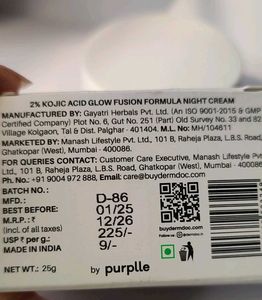 2% KOJIC ACID GLOW FUSION FORMULA NIGHT CREAM
MANUFACTURED BY: Gayatri Herbals Pvt. Ltd. (An ISO 9001-2015 & GMP
Certified Company) Plot No. 6, Gut No. 251 (Part) Old Survey No. 33 and 82
Village Kolgaon, Tal & Dist. Palghar - 401404. M.L. No: MH/104611
MARKETED BY: Manash Lifestyle Pvt. Ltd., 101 B, Raheja Plaza, L.B.S. Road,
Ghatkopar (West), Mumbai - 400086.
FOR QUERIES CONTACT: Customer Care Executive, Manash Lifestyle Pvt
Ltd., 101 B, Raheja Plaza, L.B.S. Road, Ghatkopar (West), Mumbai - 400086
Ph. No.: +91 9004 972 888, Email: care@buydermdoc.com
BATCH NO.: D-86
MFD.: 01/25
BEST BEFORE: 12/26
M.R.P.: ₹ 225/-
(Incl. of all taxes)
USP ₹ per g.: 9/-
MADE IN INDIA
NET WT.: 25g
by purplle
buydermdoc.com
@dermdoc.in